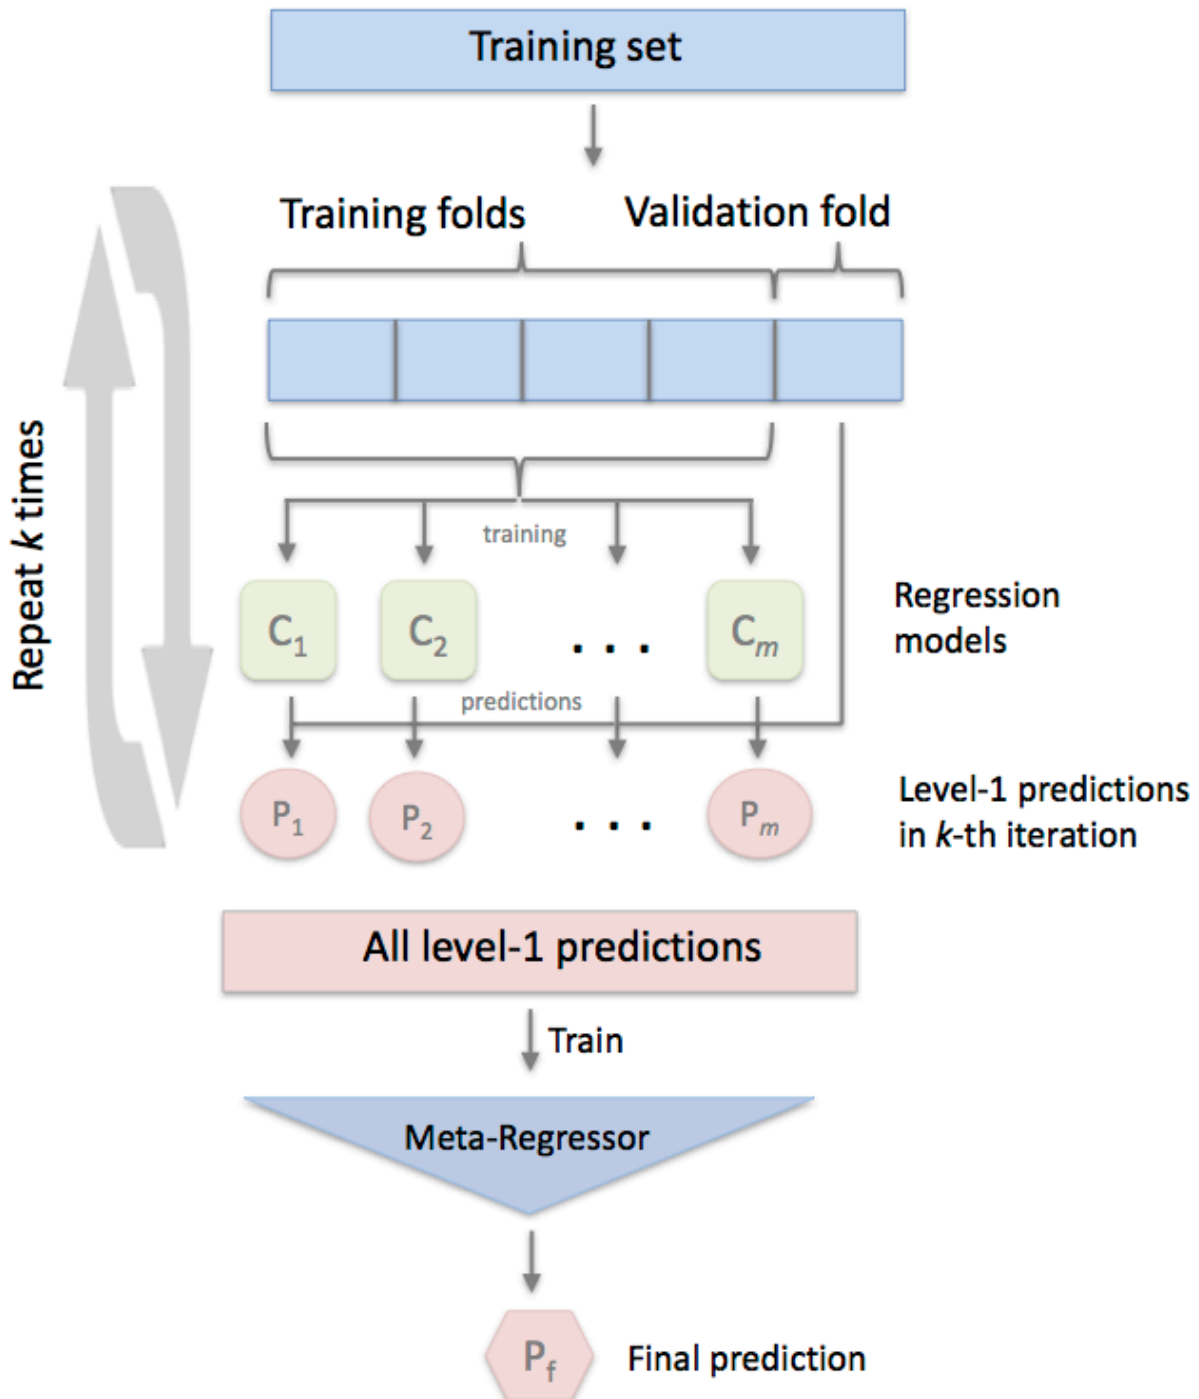 Training set
Training folds
Validation fold
Repeat k times
training
C1
C2
. . .
Cm
Regression
models
predictions
P1
P2
. . .
Pm
Level-1 predictions
in k-th iteration
All level-1 predictions
Train
Meta-Regressor
Pf
Final prediction